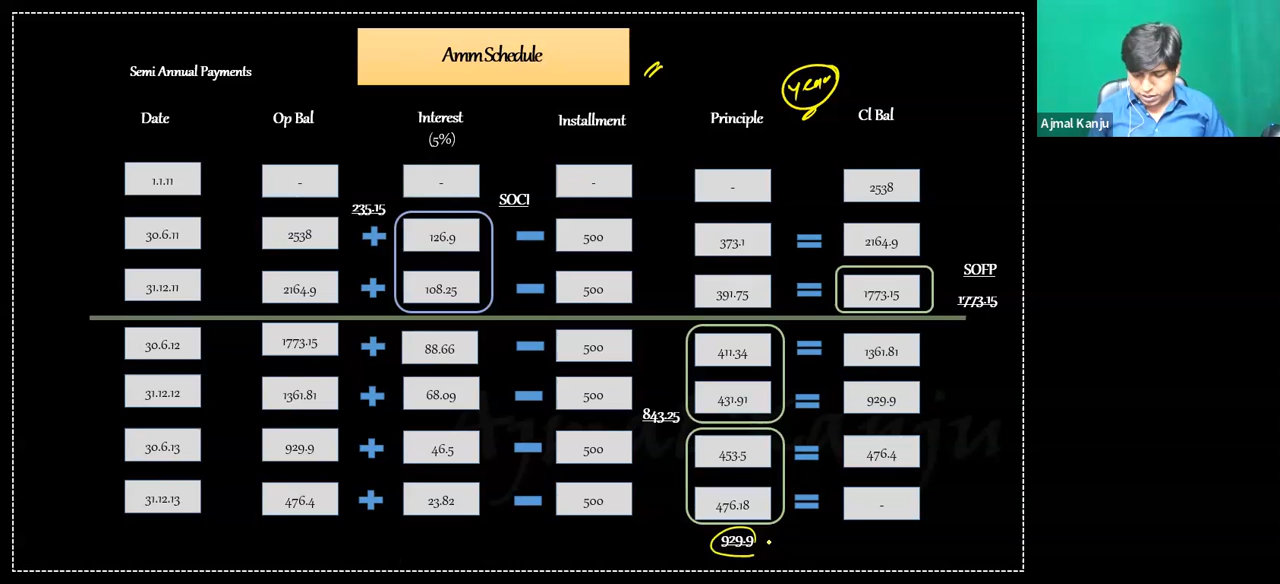 Amm Schedule
Semi Annual Payments
year
Date Op Bal Interest Installment Principle Cl Bal
(5%)
1.1.11 - - - - 2538
235.15 SOCI
30.6.11 2538 126.9 500 373.1 2164.9
SOFP
31.12.11 2164.9 108.25 500 391.75 1773.15 1773.15
30.6.12 1773.15 88.66 500 411.34 1361.81
31.12.12 1361.81 68.09 500 431.91 929.9
843.25
30.6.13 929.9 46.5 500 453.5 476.4
31.12.13 476.4 23.82 500 476.18 -
929.9
Ajmal Kanju
Ajmal Kanju